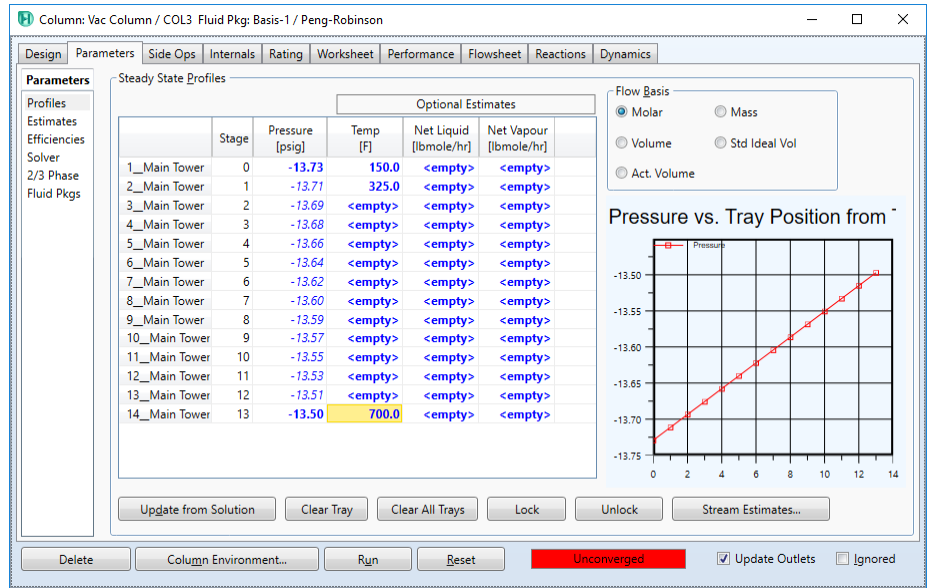 Column: Vac Column / COL3 Fluid Pkg: Basis-1 / Peng-Robinson
Design Parameters Side Ops Internals Rating Worksheet Performance Flowsheet Reactions Dynamics
Parameters
Profiles
Estimates
Efficiencies
Solver
2/3 Phase
Fluid Pkgs
Steady State Profiles
Optional Estimates
Stage Pressure [psig] Temp [F] Net Liquid [lbmole/hr] Net Vapour [lbmole/hr]
1__Main Tower 0 -13.73 150.0 <empty> <empty>
2__Main Tower 1 -13.71 325.0 <empty> <empty>
3__Main Tower 2 -13.69 <empty> <empty> <empty>
4__Main Tower 3 -13.68 <empty> <empty> <empty>
5__Main Tower 4 -13.66 <empty> <empty> <empty>
6__Main Tower 5 -13.64 <empty> <empty> <empty>
7__Main Tower 6 -13.62 <empty> <empty> <empty>
8__Main Tower 7 -13.60 <empty> <empty> <empty>
9__Main Tower 8 -13.59 <empty> <empty> <empty>
10__Main Tower 9 -13.57 <empty> <empty> <empty>
11__Main Tower 10 -13.55 <empty> <empty> <empty>
12__Main Tower 11 -13.53 <empty> <empty> <empty>
13__Main Tower 12 -13.51 <empty> <empty> <empty>
14__Main Tower 13 -13.50 700.0 <empty> <empty>
Flow Basis
Molar Mass
Volume Std Ideal Vol
Act. Volume
Pressure vs. Tray Position from
Pressure
-13.50
-13.55
-13.60
-13.65
-13.70
-13.75
0 2 4 6 8 10 12 14
Update from Solution Clear Tray Clear All Trays Lock Unlock Stream Estimates...
Delete Column Environment... Run Reset Unconverged Update Outlets Ignored